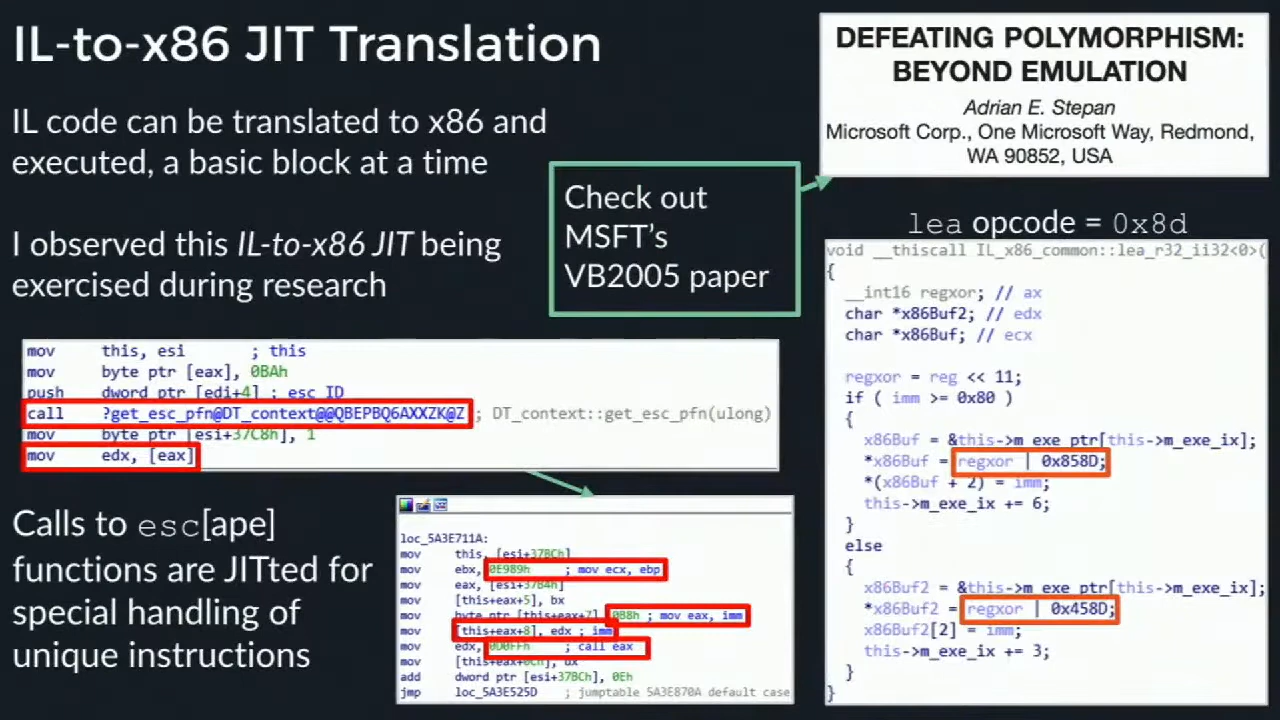 IL-to-x86 JIT Translation
IL code can be translated to x86 and
executed, a basic block at a time
I observed this IL-to-x86 JIT being
exercised during research
DEFEATING POLYMORPHISM:
BEYOND EMULATION
Adrian E. Stepan
Microsoft Corp., One Microsoft Way, Redmond,
WA 90852, USA
Check out
MSFT's
VB2005 paper
lea opcode = 0x8d
void __thiscall IL_x86_common::lea_r32_ii32<0>(
{
__int16 regxor; // ax
char *x86Buf2; // edx
char *x86Buf; // ecx
regxor = reg << 11;
if ( imm >= 0x80 )
{
x86Buf = &this->m_exe_ptr[this->m_exe_ix];
*x86Buf = regxor | 0x858D;
*(x86Buf + 2) = imm;
this->m_exe_ix += 6;
}
else
{
x86Buf2 = &this->m_exe_ptr[this->m_exe_ix];
*x86Buf2 = regxor | 0x458D;
x86Buf2[2] = imm;
this->m_exe_ix += 3;
}
}
mov this, esi ; this
mov byte ptr [eax], 0BAh
push dword ptr [edi+4] ; esc ID
call ?get_esc_pfn@DT_context@@QBEPBQ6AXXZK@Z ; DT_context::get_esc_pfn(ulong)
mov byte ptr [esi+37C8h], 1
mov edx, [eax]
Calls to esc[ape]
functions are JITted for
special handling of
unique instructions
loc_5A3E711A:
mov this, [esi+37BCh]
mov ebx, 0E989h ; mov ecx, ebp
mov eax, [esi+37B4h]
mov [this+eax+5], bx
mov byte ptr [this+eax+7], 0B8h ; mov eax, imm
mov [this+eax+8], edx ; imm
mov edx, 0D0FFh ; call eax
mov [this+eax+0Ch], dx
add dword ptr [esi+37BCh], 0Eh
jmp loc_5A3E525D ; jumptable 5A3E870A default case